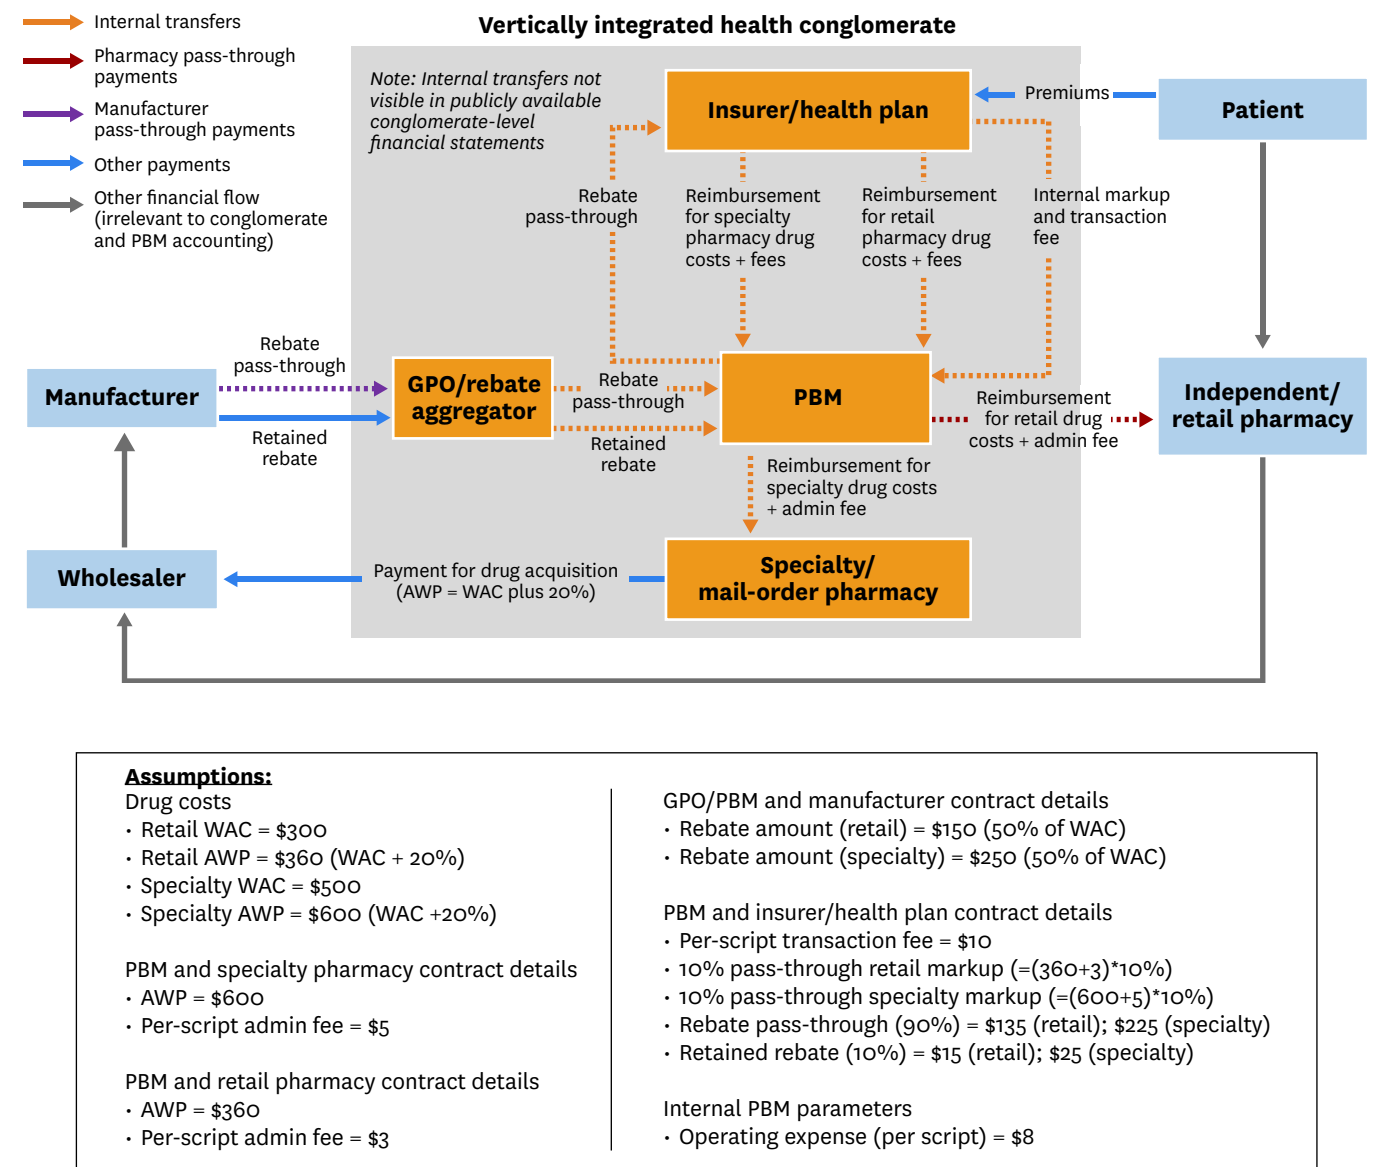 Internal transfers
Pharmacy pass-through
payments
Manufacturer
pass-through payments
Other payments
Other financial flow
(irrelevant to conglomerate
and PBM accounting)
Vertically integrated health conglomerate
Note: Internal transfers not
visible in publicly available
conglomerate-level
financial statements
Insurer/health plan
Premiums
Patient
Rebate
pass-through
Reimbursement
for specialty
pharmacy drug
costs + fees
Reimbursement
for retail
pharmacy drug
costs + fees
Internal markup
and transaction
fee
Rebate
pass-through
Manufacturer
Retained
rebate
GPO/rebate
aggregator
Rebate
pass-through
Retained
rebate
PBM
Reimbursement
for retail drug
costs + admin fee
Independent/
retail pharmacy
Reimbursement for
specialty drug costs
+ admin fee
Wholesaler
Payment for drug acquisition
(AWP = WAC plus 20%)
Specialty/
mail-order pharmacy
Assumptions:
Drug costs
• Retail WAC = $300
• Retail AWP = $360 (WAC + 20%)
• Specialty WAC = $500
• Specialty AWP = $600 (WAC +20%)
PBM and specialty pharmacy contract details
• AWP = $600
• Per-script admin fee = $5
PBM and retail pharmacy contract details
• AWP = $360
• Per-script admin fee = $3
GPO/PBM and manufacturer contract details
• Rebate amount (retail) = $150 (50% of WAC)
• Rebate amount (specialty) = $250 (50% of WAC)
PBM and insurer/health plan contract details
• Per-script transaction fee = $10
• 10% pass-through retail markup (=(360+3)*10%)
• 10% pass-through specialty markup (=(600+5)*10%)
• Rebate pass-through (90%) = $135 (retail); $225 (specialty)
• Retained rebate (10%) = $15 (retail); $25 (specialty)
Internal PBM parameters
• Operating expense (per script) = $8